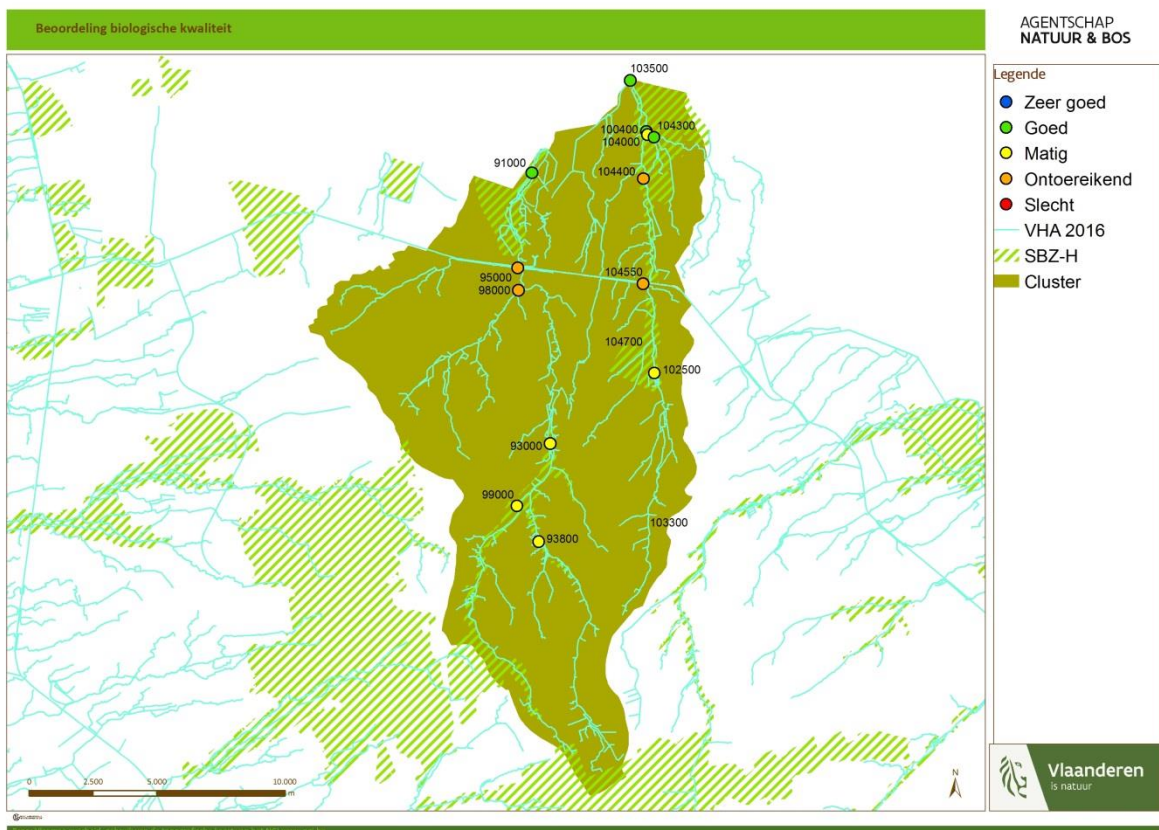 Beoordeling biologische kwaliteit
AGENTSCHAP
NATUUR & BOS
Legende
Zeer goed
Goed
Matig
Ontoereikend
Slecht
VHA 2016
SBZ-H
Cluster
103500
100400
104300
104000
91000
104400
95000
104550
98000
104700
102500
93000
99000
103300
93800
0
2.500
5.000
10.000
m
N
Vlaanderen
is natuur